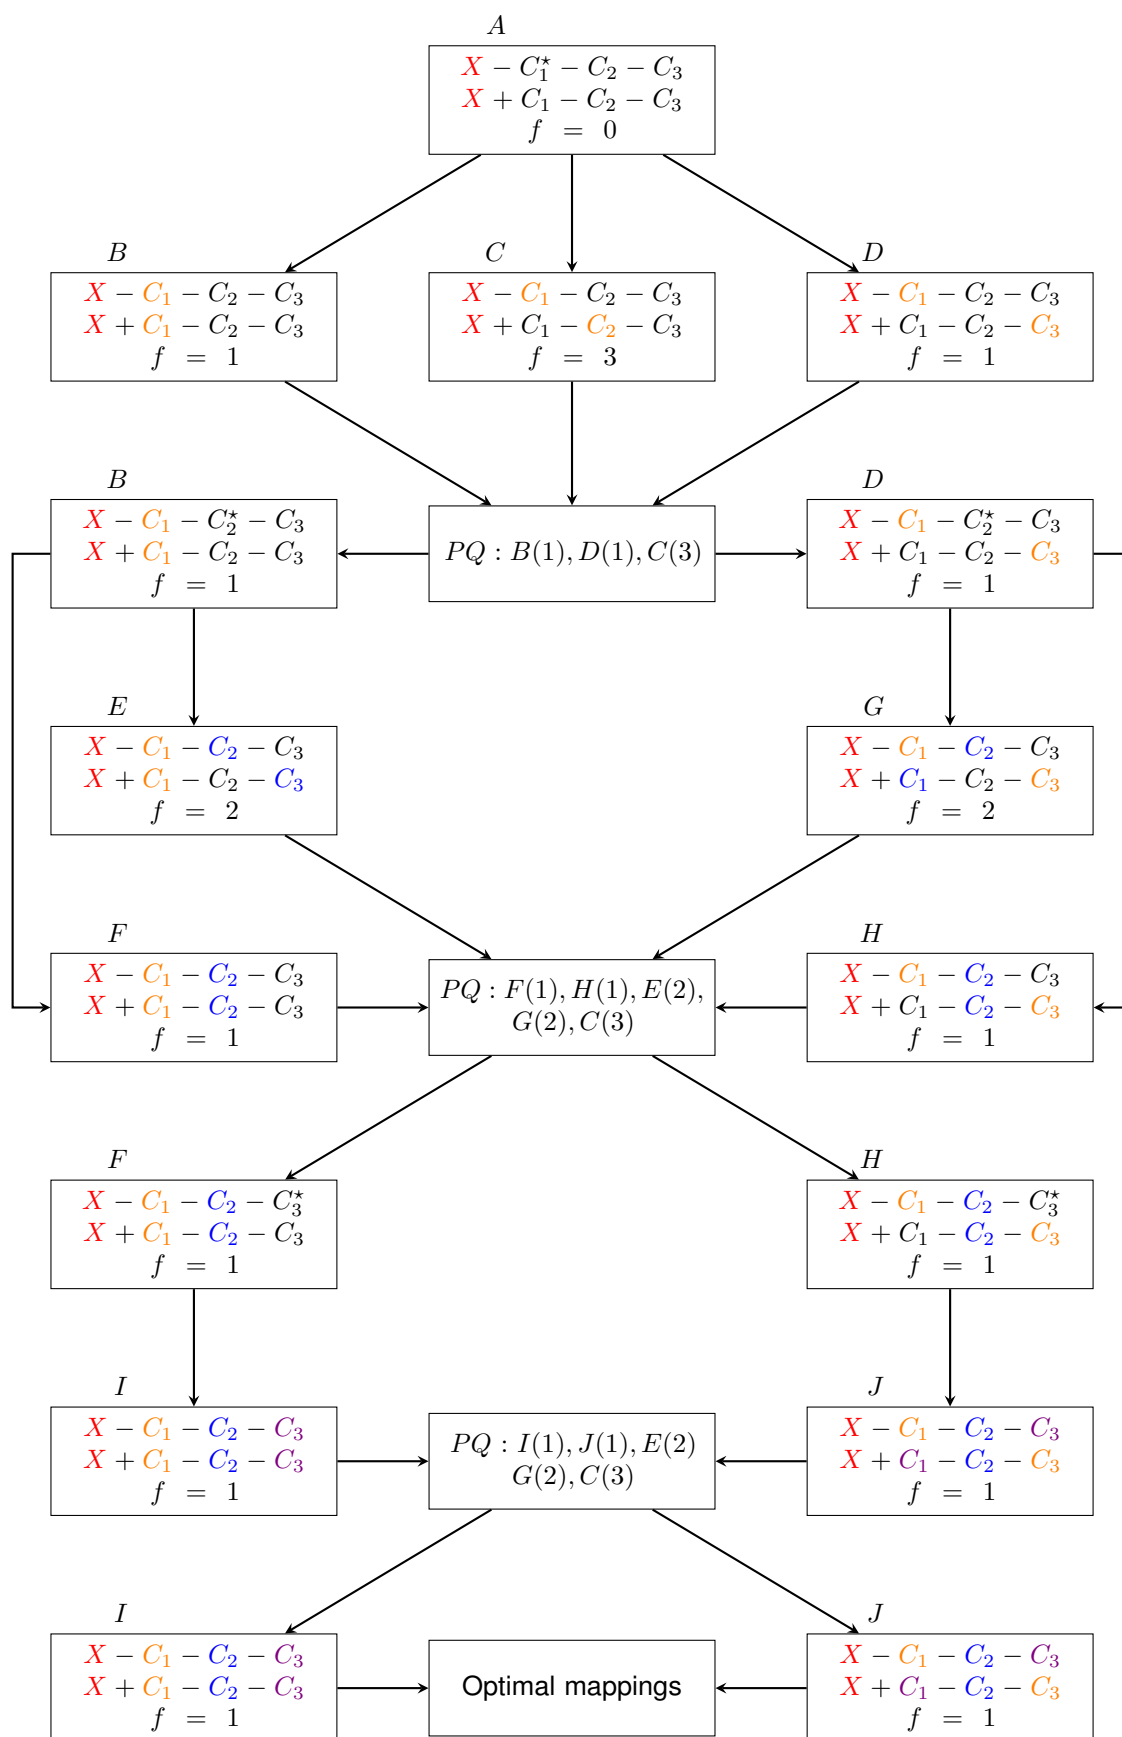 A
X − C₁⋆ − C₂ − C₃
X + C₁ − C₂ − C₃
f = 0
B
X − C₁ − C₂ − C₃
X + C₁ − C₂ − C₃
f = 1
C
X − C₁ − C₂ − C₃
X + C₁ − C₂ − C₃
f = 3
D
X − C₁ − C₂ − C₃
X + C₁ − C₂ − C₃
f = 1
B
X − C₁ − C₂⋆ − C₃
X + C₁ − C₂ − C₃
f = 1
PQ : B(1), D(1), C(3)
D
X − C₁ − C₂⋆ − C₃
X + C₁ − C₂ − C₃
f = 1
E
X − C₁ − C₂ − C₃
X + C₁ − C₂ − C₃
f = 2
G
X − C₁ − C₂ − C₃
X + C₁ − C₂ − C₃
f = 2
F
X − C₁ − C₂ − C₃
X + C₁ − C₂ − C₃
f = 1
PQ : F(1), H(1), E(2),
G(2), C(3)
H
X − C₁ − C₂ − C₃
X + C₁ − C₂ − C₃
f = 1
F
X − C₁ − C₂ − C₃⋆
X + C₁ − C₂ − C₃
f = 1
H
X − C₁ − C₂ − C₃⋆
X + C₁ − C₂ − C₃
f = 1
I
X − C₁ − C₂ − C₃
X + C₁ − C₂ − C₃
f = 1
PQ : I(1), J(1), E(2)
G(2), C(3)
J
X − C₁ − C₂ − C₃
X + C₁ − C₂ − C₃
f = 1
I
X − C₁ − C₂ − C₃
X + C₁ − C₂ − C₃
f = 1
Optimal mappings
J
X − C₁ − C₂ − C₃
X + C₁ − C₂ − C₃
f = 1